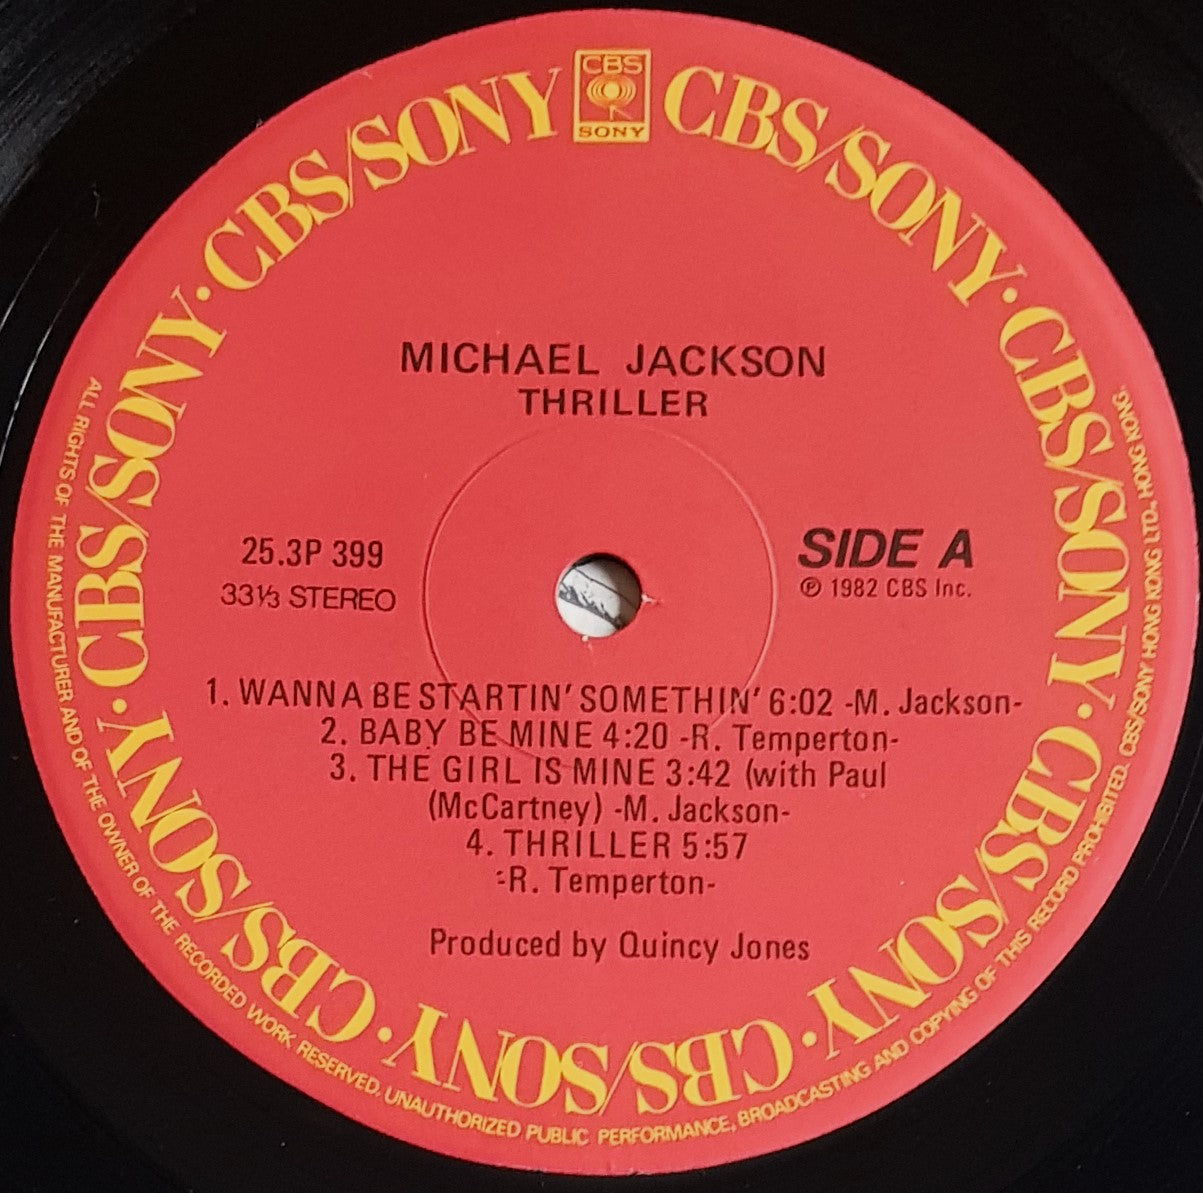 CBS
SONY
CBS/SONY · CBS/SONY · CBS/SONY · CBS/SONY · CBS/SONY · CBS/SONY · CBS/SONY · CBS/SONY
MICHAEL JACKSON
THRILLER
25.3P 399
33⅓ STEREO
SIDE A
℗ 1982 CBS Inc.
1. WANNA BE STARTIN' SOMETHIN' 6:02 -M. Jackson-
2. BABY BE MINE 4:20 -R. Temperton-
3. THE GIRL IS MINE 3:42 (with Paul
(McCartney) -M. Jackson-
4. THRILLER 5:57
-R. Temperton-
Produced by Quincy Jones
ALL RIGHTS OF THE MANUFACTURER AND OF THE OWNER OF THE RECORDED WORK RESERVED. UNAUTHORIZED PUBLIC PERFORMANCE, BROADCASTING AND COPYING OF THIS RECORD PROHIBITED. CBS/SONY HONG KONG LTD., HONG KONG.